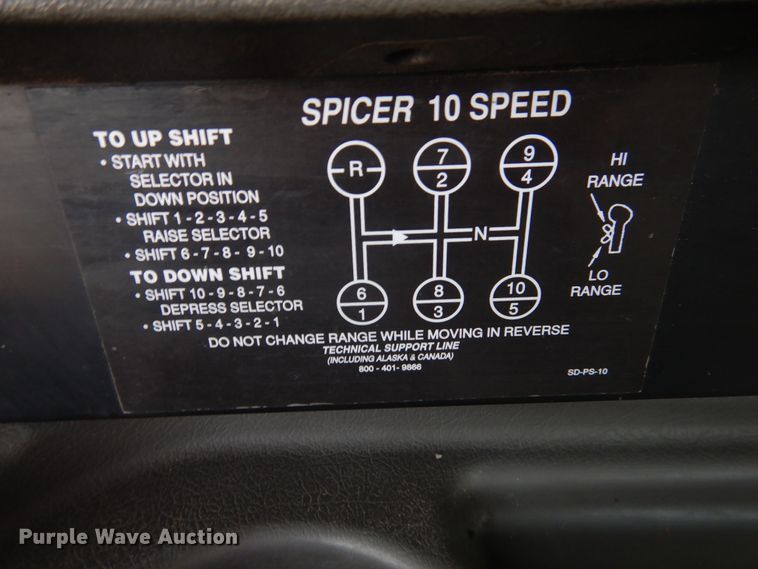 SPICER 10 SPEED
TO UP SHIFT
• START WITH
SELECTOR IN
DOWN POSITION
• SHIFT 1 - 2 - 3 - 4 - 5
RAISE SELECTOR
• SHIFT 6 - 7 - 8 - 9 - 10
TO DOWN SHIFT
• SHIFT 10 - 9 - 8 - 7 - 6
DEPRESS SELECTOR
• SHIFT 5 - 4 - 3 - 2 - 1
R
7
2
9
4
N
6
1
8
3
10
5
HI
RANGE
LO
RANGE
DO NOT CHANGE RANGE WHILE MOVING IN REVERSE
TECHNICAL SUPPORT LINE
(INCLUDING ALASKA & CANADA)
800 - 401- 9866
SD-PS-10
Purple Wave Auction